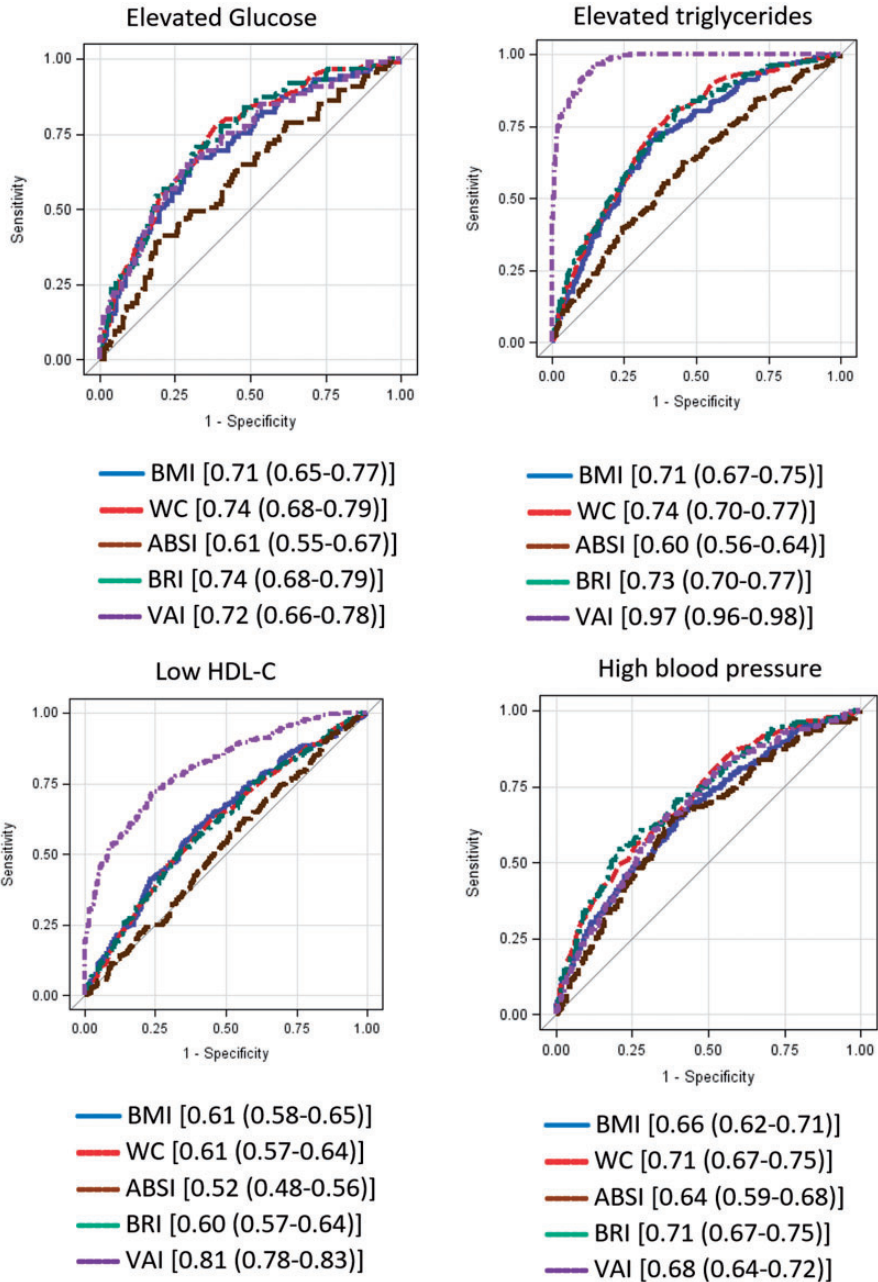 Elevated Glucose
Sensitivity
1.00
0.75
0.50
0.25
0.00
0.00 0.25 0.50 0.75 1.00
1 - Specificity
BMI [0.71 (0.65-0.77)]
WC [0.74 (0.68-0.79)]
ABSI [0.61 (0.55-0.67)]
BRI [0.74 (0.68-0.79)]
VAI [0.72 (0.66-0.78)]
Elevated triglycerides
Sensitivity
1.00
0.75
0.50
0.25
0.00
0.00 0.25 0.50 0.75 1.00
1 - Specificity
BMI [0.71 (0.67-0.75)]
WC [0.74 (0.70-0.77)]
ABSI [0.60 (0.56-0.64)]
BRI [0.73 (0.70-0.77)]
VAI [0.97 (0.96-0.98)]
Low HDL-C
Sensitivity
1.00
0.75
0.50
0.25
0.00
0.00 0.25 0.50 0.75 1.00
1 - Specificity
BMI [0.61 (0.58-0.65)]
WC [0.61 (0.57-0.64)]
ABSI [0.52 (0.48-0.56)]
BRI [0.60 (0.57-0.64)]
VAI [0.81 (0.78-0.83)]
High blood pressure
Sensitivity
1.00
0.75
0.50
0.25
0.00
0.00 0.25 0.50 0.75 1.00
1 - Specificity
BMI [0.66 (0.62-0.71)]
WC [0.71 (0.67-0.75)]
ABSI [0.64 (0.59-0.68)]
BRI [0.71 (0.67-0.75)]
VAI [0.68 (0.64-0.72)]